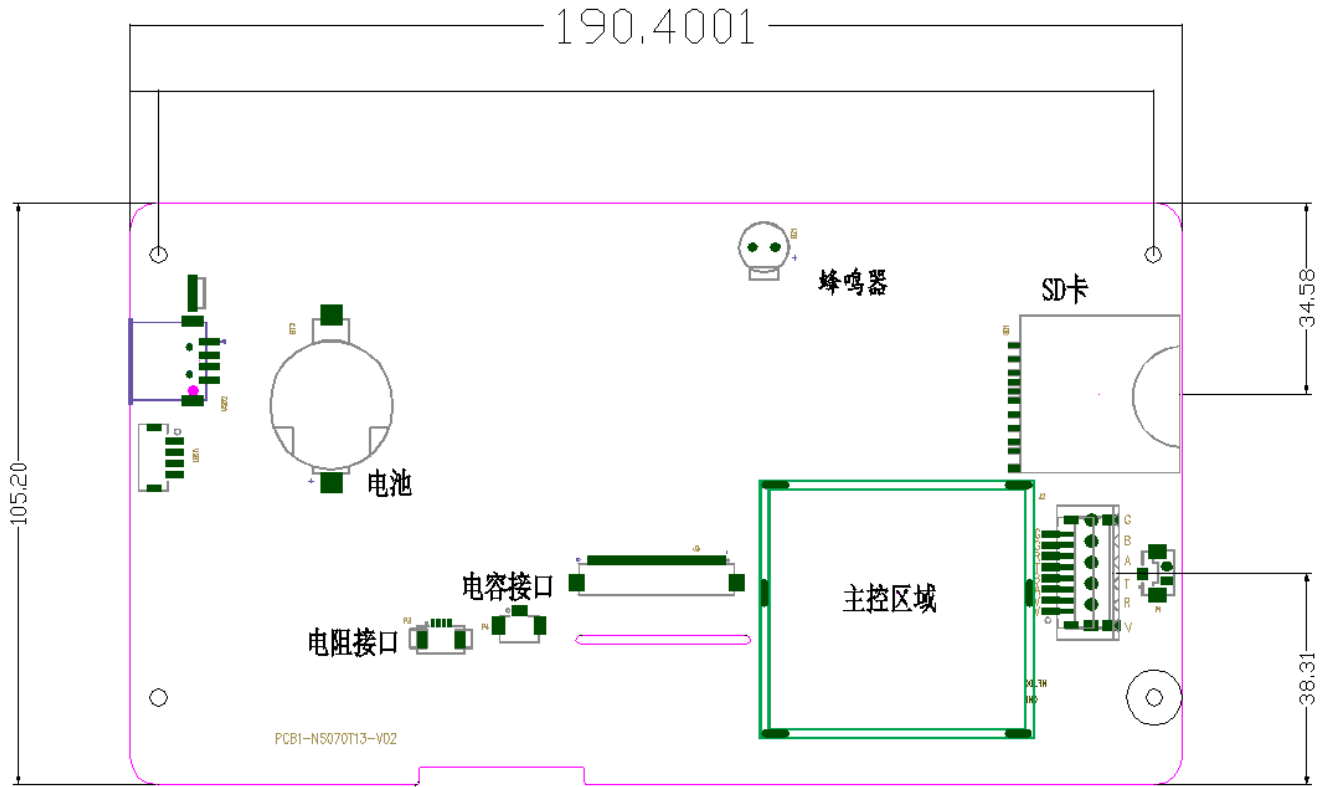 190.4001
34.58
蜂鸣器
SD卡
电池
105.20
G
B
A
T
R
V
电容接口
主控区域
电阻接口
38.31
PCB1-N5070T13-V02